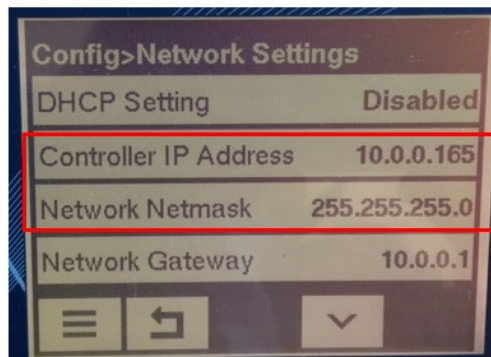 Config>Network Settings
DHCP Setting Disabled
Controller IP Address 10.0.0.165
Network Netmask 255.255.255.0
Network Gateway 10.0.0.1